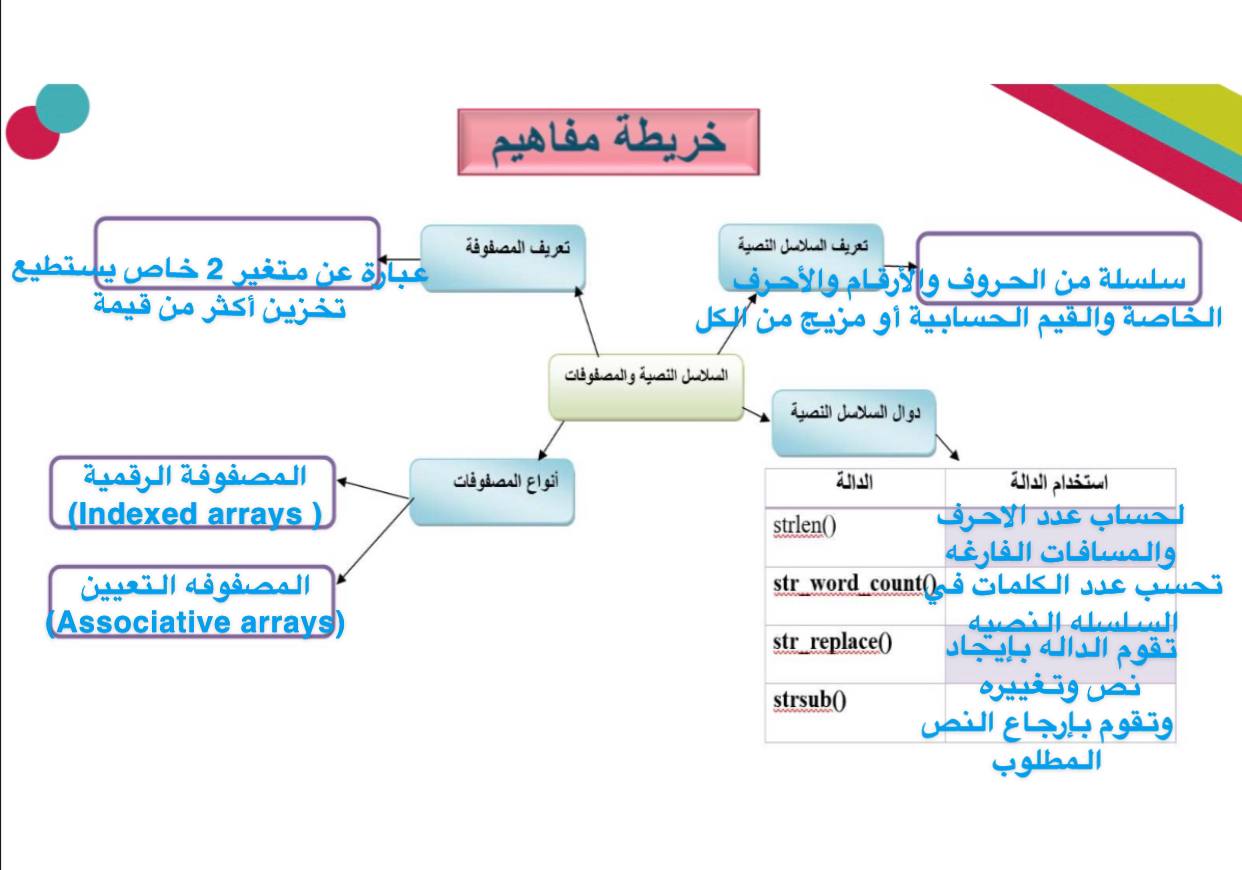 خريطة مفاهيم
تعريف السلاسل النصية
سلسلة من الحروف والأرقام والأحرف
الخاصة والقيم الحسابية أو مزيج من الكل
تعريف المصفوفة
عبارة عن متغير 2 خاص يستطيع
تخزين أكثر من قيمة
السلاسل النصية والمصفوفات
دوال السلاسل النصية
استخدام الدالة
الدالة
strlen()
لحساب عدد الاحرف
والمسافات الفارغه
str_word_count()
تحسب عدد الكلمات في
السلسله النصيه
str_replace()
تقوم الداله بإيجاد
نص وتغييره
strsub()
وتقوم بإرجاع النص
المطلوب
أنواع المصفوفات
المصفوفة الرقمية
(Indexed arrays )
المصفوفه التعيين
(Associative arrays)